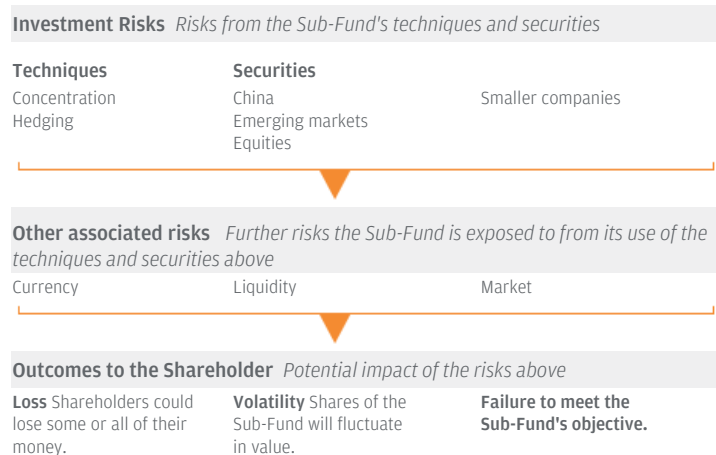 Investment Risks Risks from the Sub-Fund's techniques and securities
Techniques
Concentration
Hedging
Securities
China
Emerging markets
Equities
Smaller companies
Other associated risks Further risks the Sub-Fund is exposed to from its use of the
techniques and securities above
Currency
Liquidity
Market
Outcomes to the Shareholder Potential impact of the risks above
Loss Shareholders could
lose some or all of their
money.
Volatility Shares of the
Sub-Fund will fluctuate
in value.
Failure to meet the
Sub-Fund's objective.